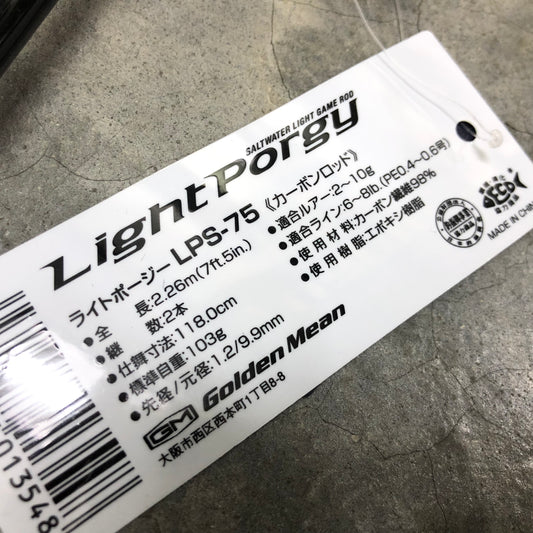 SALTWATER LIGHT GAME ROD
Light Porgy
ライトポージー LPS-75 《カーボンロッド》
●全　長:2.26m(7ft.5in.)
●継　数:2本
●仕舞寸法:118.0cm
●標準自重:103g
●先径/元径:1.2/9.9mm
●適合ルアー:2~10g
●適合ライン:6~8lb.(PE0.4~0.6号)
●使用材料:カーボン繊維98%
●使用樹脂:エポキシ樹脂
GM Golden Mean
大阪市西区西本町1丁目8-8
MADE IN CHIN
013548